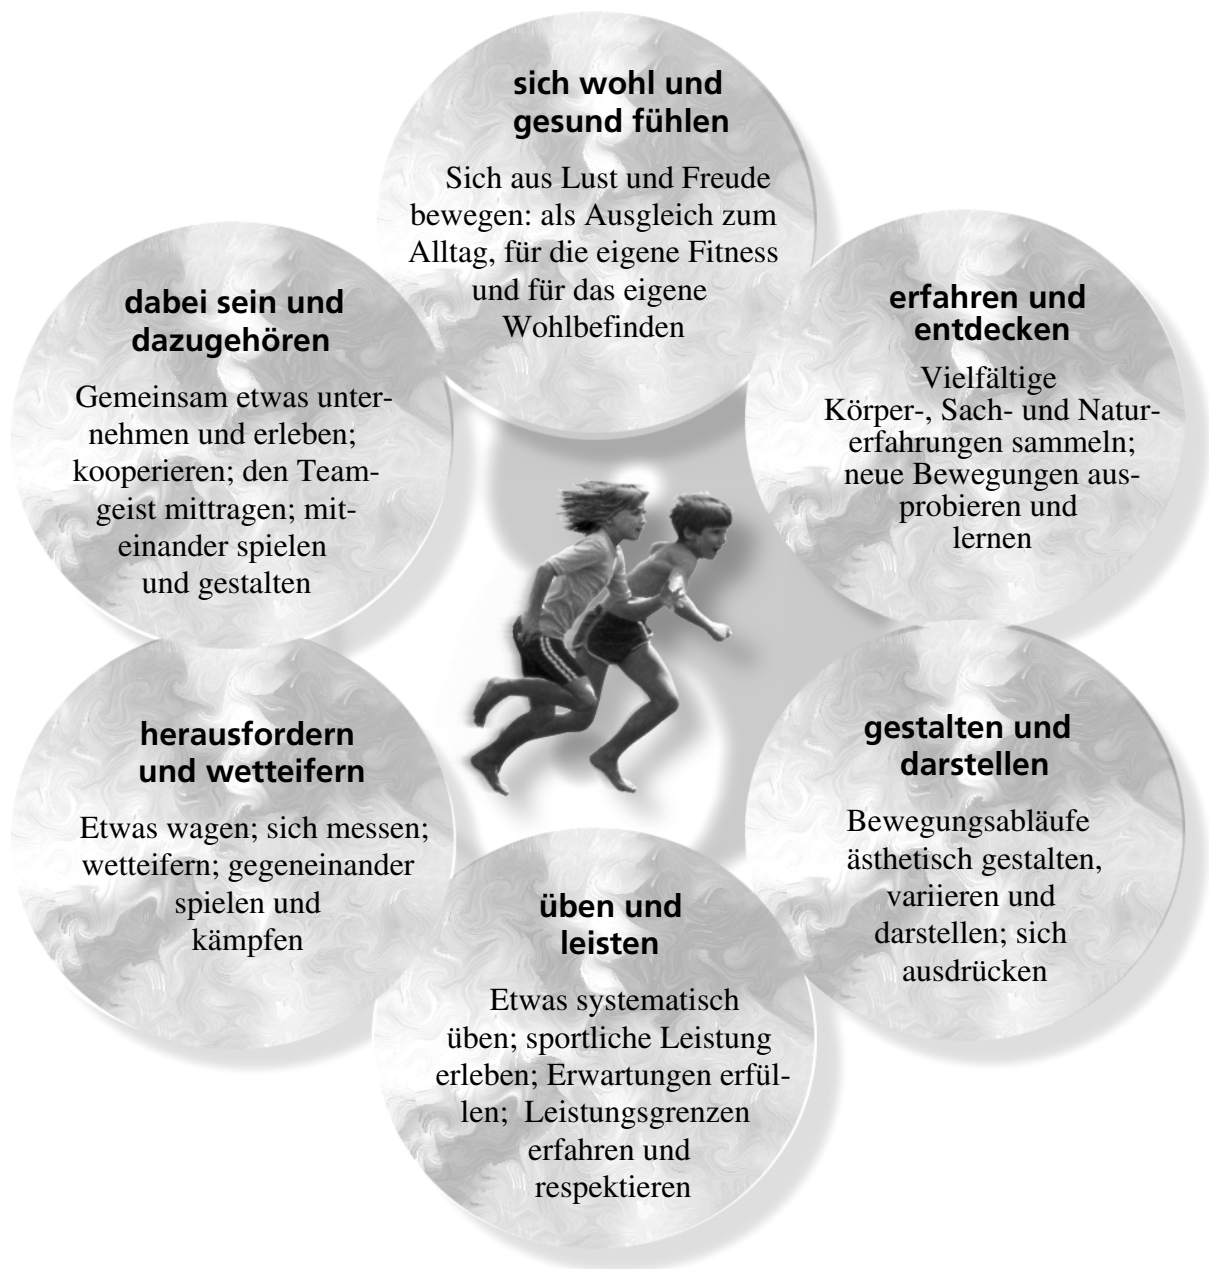 sich wohl und
gesund fühlen
Sich aus Lust und Freude
bewegen: als Ausgleich zum
Alltag, für die eigene Fitness
und für das eigene
Wohlbefinden
erfahren und
entdecken
Vielfältige
Körper-, Sach- und Natur-
erfahrungen sammeln;
neue Bewegungen aus-
probieren und
lernen
gestalten und
darstellen
Bewegungsabläufe
ästhetisch gestalten,
variieren und
darstellen; sich
ausdrücken
üben und
leisten
Etwas systematisch
üben; sportliche Leistung
erleben; Erwartungen erfül-
len; Leistungsgrenzen
erfahren und
respektieren
herausfordern
und wetteifern
Etwas wagen; sich messen;
wetteifern; gegeneinander
spielen und
kämpfen
dabei sein und
dazugehören
Gemeinsam etwas unter-
nehmen und erleben;
kooperieren; den Team-
geist mittragen; mit-
einander spielen
und gestalten